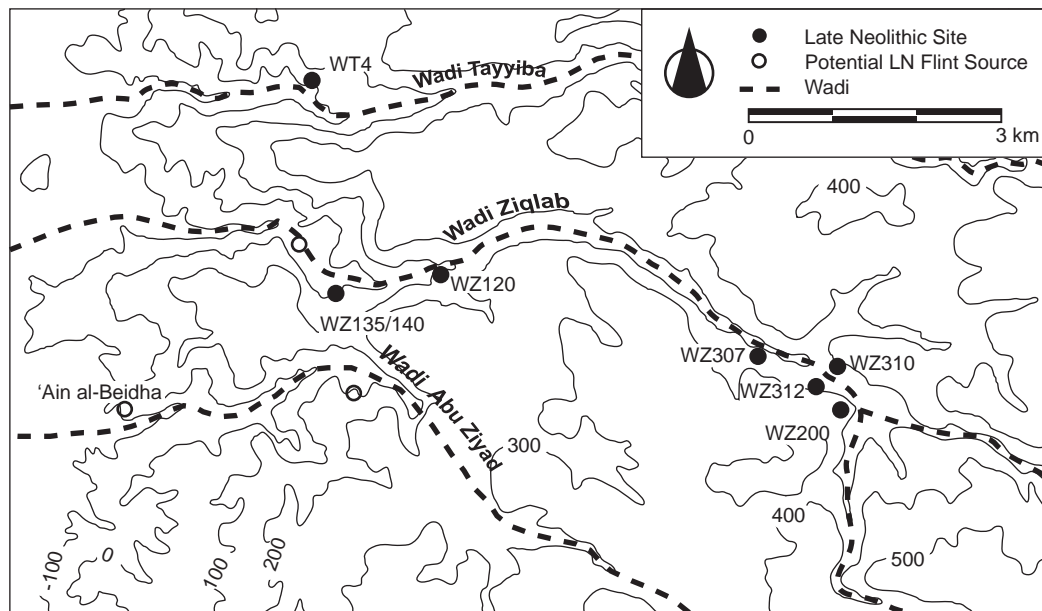 Late Neolithic Site
Potential LN Flint Source
Wadi
0
3 km
WT4
Wadi Tayyiba
400
Wadi Ziqlab
WZ120
WZ135/140
WZ307
WZ310
WZ312
WZ200
‘Ain al-Beidha
Wadi Abu Ziyad
300
400
500
-100
0
100
200